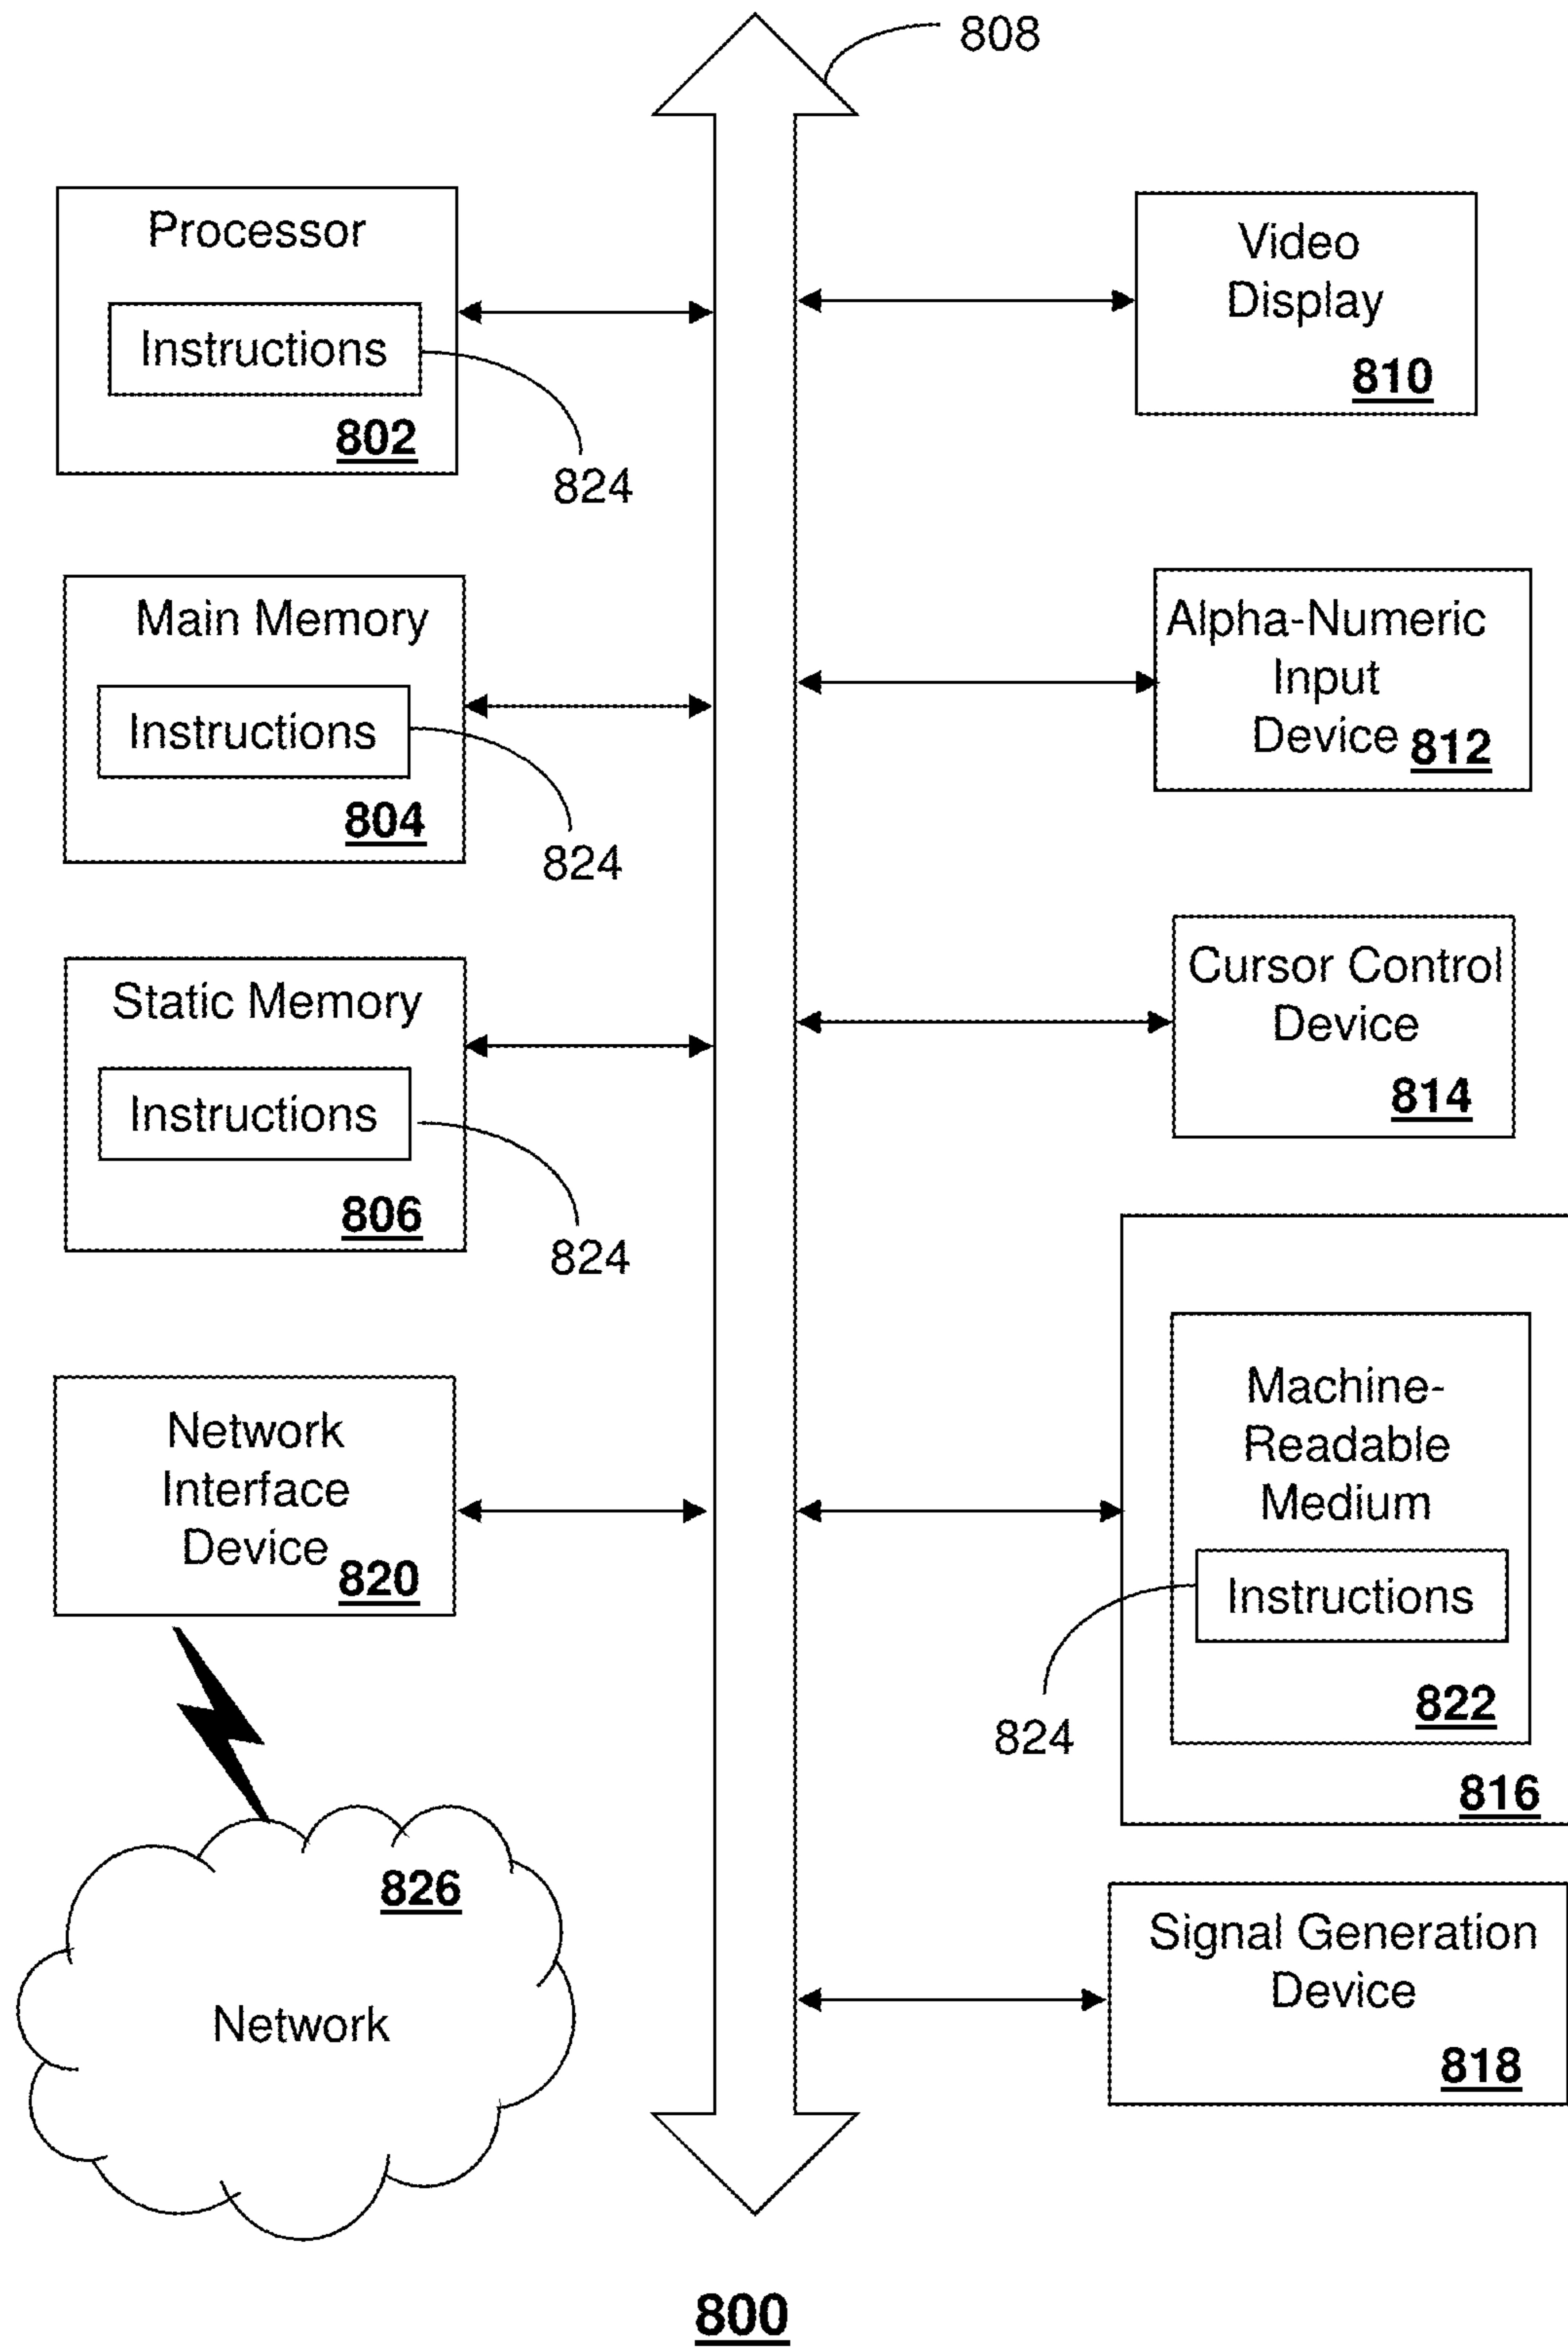 808
Processor
Instructions
802
824
Main Memory
Instructions
804
824
Static Memory
Instructions
806
824
Network
Interface
Device
820
826
Network
Video
Display
810
Alpha-Numeric
Input
Device
812
Cursor Control
Device
814
Machine-
Readable
Medium
Instructions
822
824
816
Signal Generation
Device
818
800